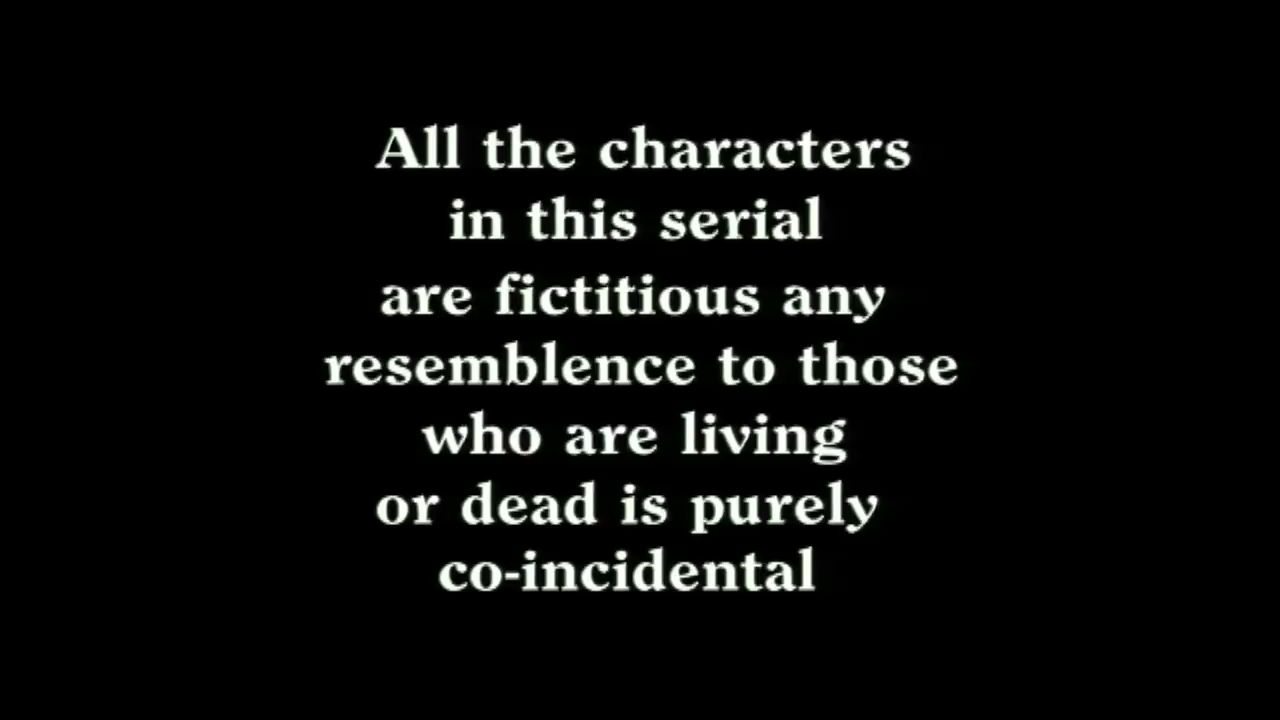 All the characters
in this serial
are fictitious any
resemblence to those
who are living
or dead is purely
co-incidental